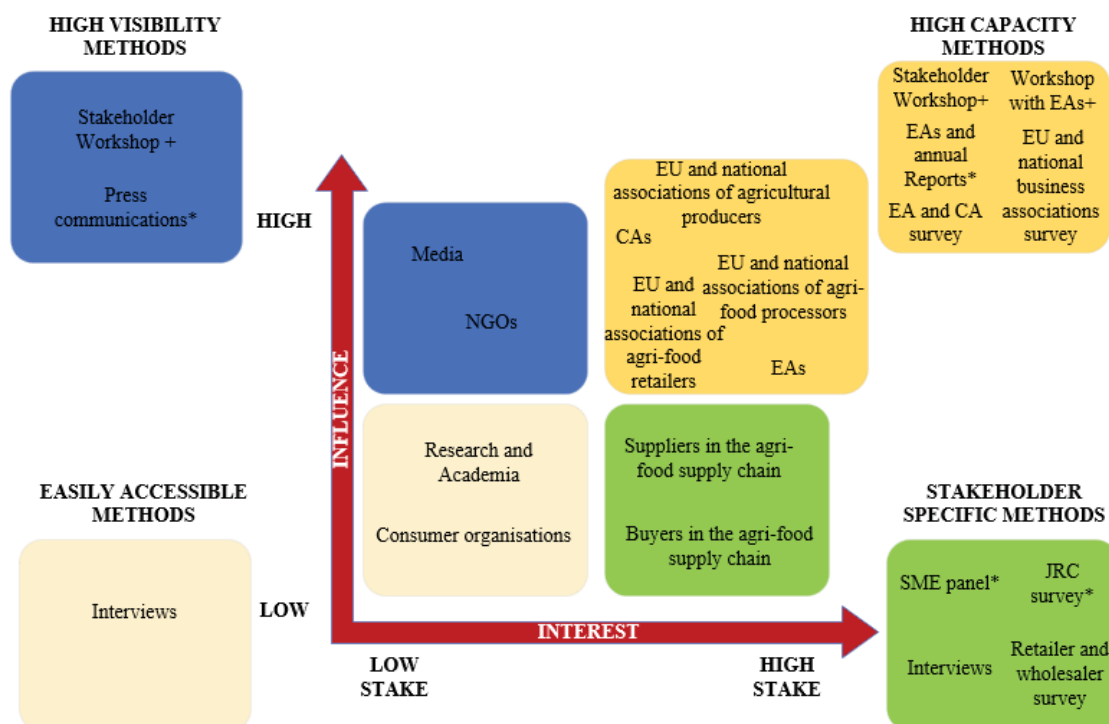 HIGH VISIBILITY
METHODS
Stakeholder
Workshop +
Press
communications*
HIGH CAPACITY
METHODS
Stakeholder
Workshop+
EAs and
annual
Reports*
EA and CA
survey
Workshop
with EAs+
EU and
national
business
associations
survey
HIGH
INFLUENCE
Media
NGOs
EU and national
associations of agricultural
producers
CAs
EU and national
associations of agri-
food processors
EU and
national
associations of
agri-food
retailers
EAs
Research and
Academia
Consumer organisations
Suppliers in the agri-
food supply chain
Buyers in the agri-food
supply chain
EASILY ACCESSIBLE
METHODS
Interviews
LOW
INTEREST
LOW
STAKE
HIGH
STAKE
STAKEHOLDER
SPECIFIC METHODS
SME panel*
JRC
survey*
Interviews
Retailer and
wholesaler
survey